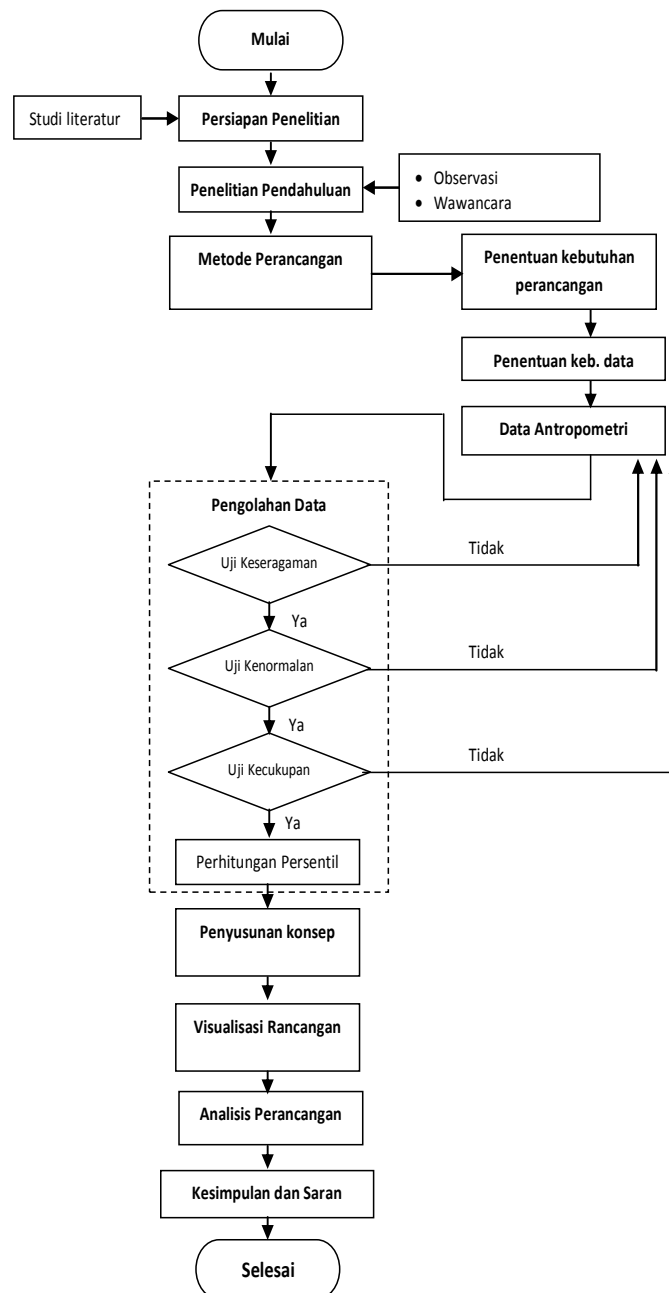 Mulai
Studi literatur
Persiapan Penelitian
Penelitian Pendahuluan
• Observasi
• Wawancara
Metode Perancangan
Penentuan kebutuhan
perancangan
Penentuan keb. data
Data Antropometri
Pengolahan Data
Uji Keseragaman
Tidak
Ya
Uji Kenormalan
Tidak
Ya
Uji Kecukupan
Tidak
Ya
Perhitungan Persentil
Penyusunan konsep
Visualisasi Rancangan
Analisis Perancangan
Kesimpulan dan Saran
Selesai